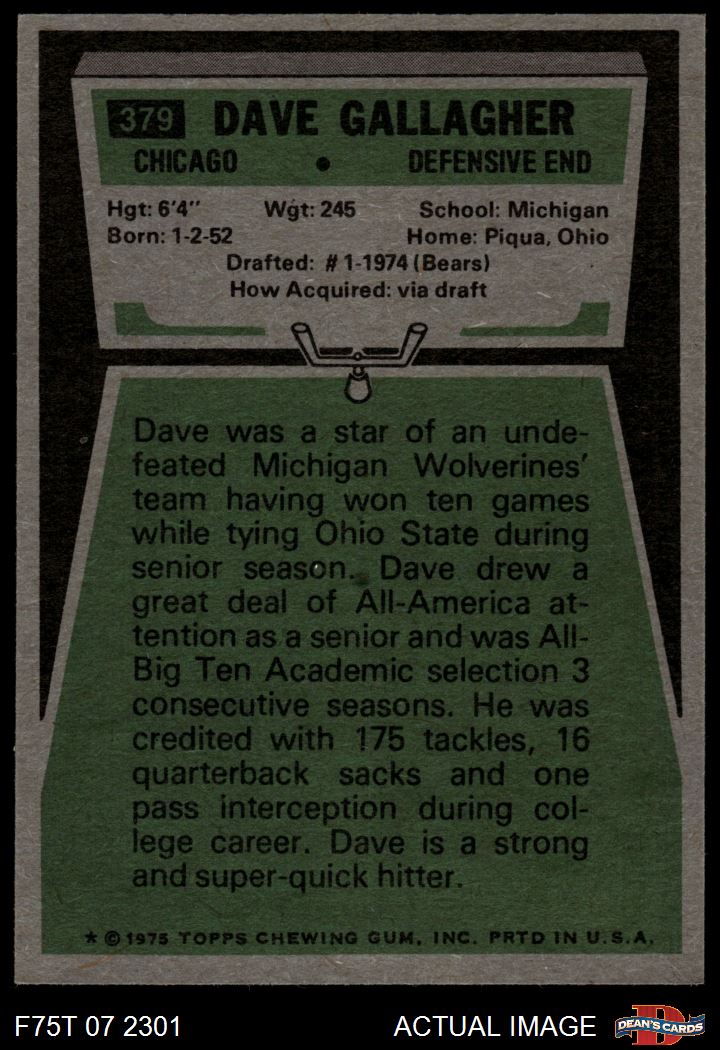 379 DAVE GALLAGHER
CHICAGO • DEFENSIVE END
Hgt: 6'4" Wgt: 245 School: Michigan
Born: 1-2-52 Home: Piqua, Ohio
Drafted: #1-1974 (Bears)
How Acquired: via draft
Dave was a star of an unde-
feated Michigan Wolverines'
team having won ten games
while tying Ohio State during
senior season. Dave drew a
great deal of All-America at-
tention as a senior and was All-
Big Ten Academic selection 3
consecutive seasons. He was
credited with 175 tackles, 16
quarterback sacks and one
pass interception during col-
lege career. Dave is a strong
and super-quick hitter.
* © 1975 TOPPS CHEWING GUM, INC. PRTD IN U.S.A.
F75T 07 2301 ACTUAL IMAGE D DEAN'S CARDS